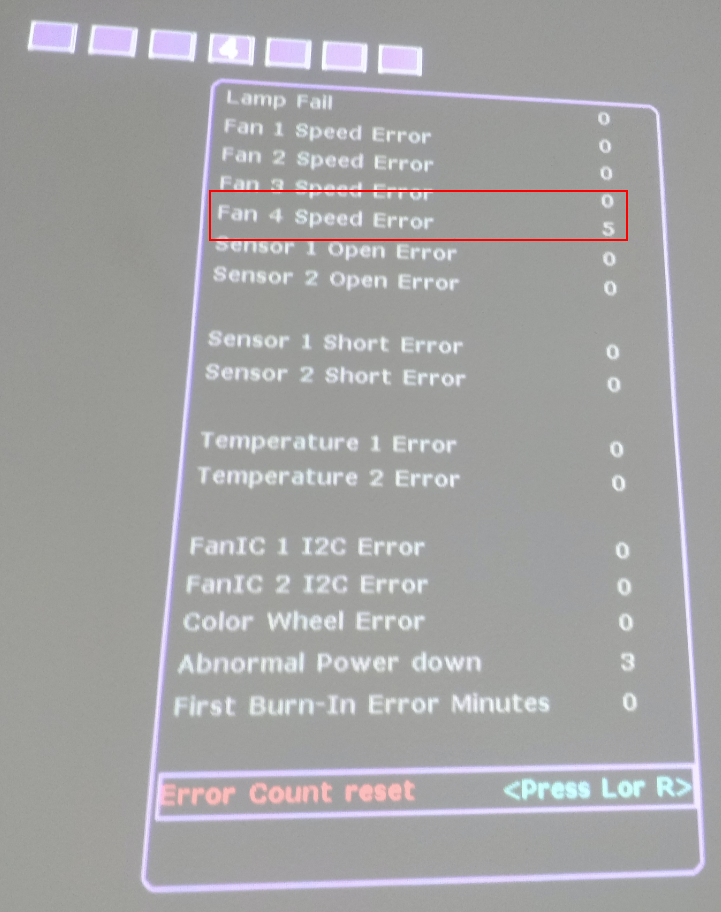 4
Lamp Fail 0
Fan 1 Speed Error 0
Fan 2 Speed Error 0
Fan 3 Speed Error 0
Fan 4 Speed Error 5
Sensor 1 Open Error 0
Sensor 2 Open Error 0
Sensor 1 Short Error 0
Sensor 2 Short Error 0
Temperature 1 Error 0
Temperature 2 Error 0
FanIC 1 I2C Error 0
FanIC 2 I2C Error 0
Color Wheel Error 0
Abnormal Power down 3
First Burn-In Error Minutes 0
Error Count reset <Press Lor R>